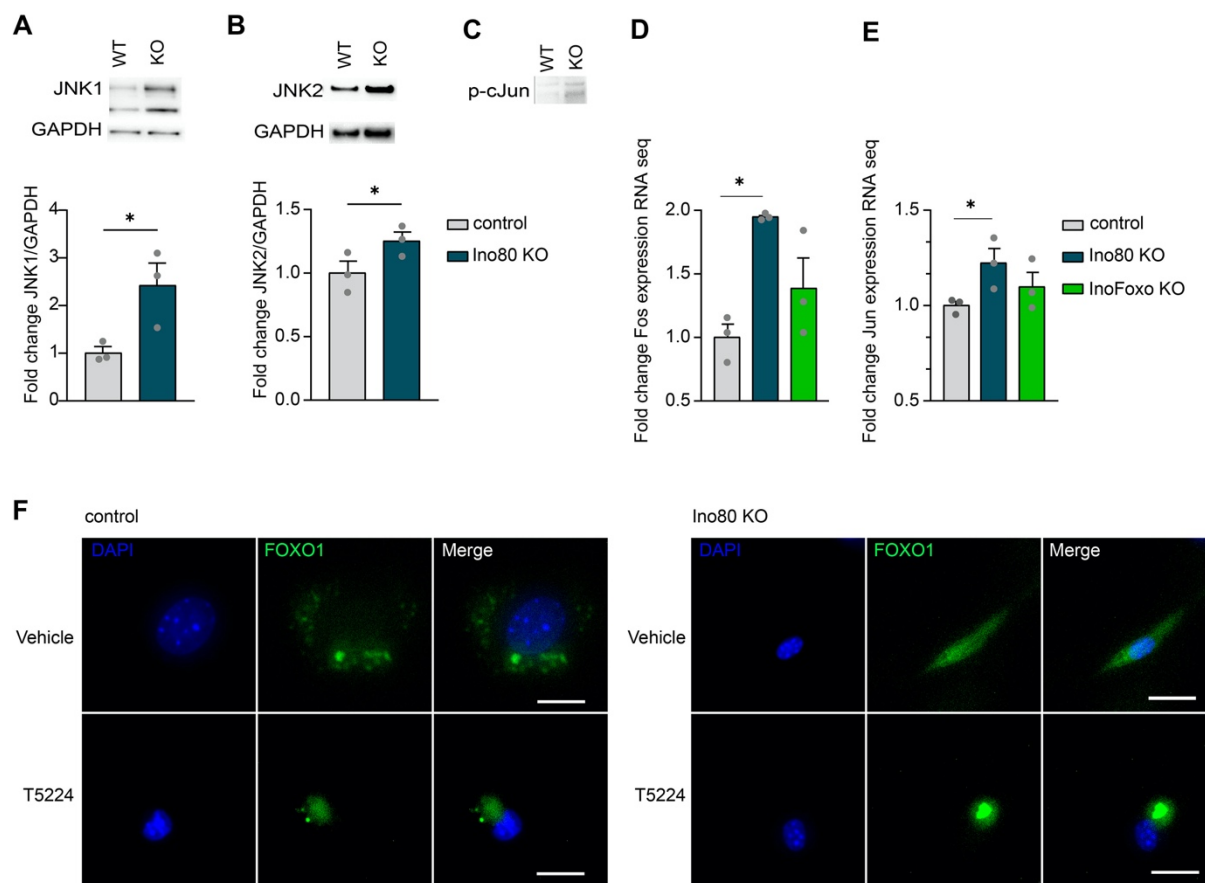 A
WT
KO
JNK1
GAPDH
Fold change JNK1/GAPDH
4
3
2
1
0
*
B
WT
KO
JNK2
GAPDH
Fold change JNK2/GAPDH
1.5
1.0
0.5
0.0
*
control
Ino80 KO
C
WT
KO
p-cJun
D
Fold change Fos expression RNA seq
2.0
1.5
1.0
0.5
*
E
Fold change Jun expression RNA seq
1.5
1.0
0.5
*
control
Ino80 KO
InoFoxo KO
F
control
DAPI
FOXO1
Merge
Vehicle
T5224
Ino80 KO
DAPI
FOXO1
Merge
Vehicle
T5224